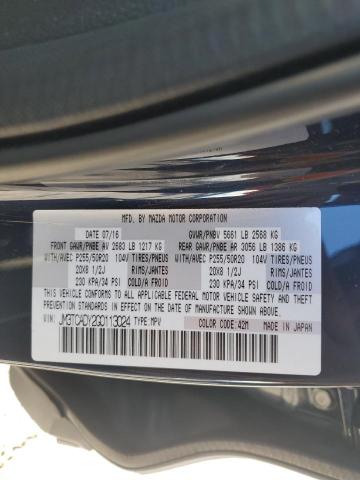 MFD. BY MAZDA MOTOR CORPORATION
DATE 07/16 GVWR/PNBV 5661 LB 2568 KG
FRONT GAWR/PNBE AV 2683 LB 1217 KG REAR GAWR/PNBE AR 3056 LB 1386 KG
WITH/AVEC P255/50R20 104V TIRES/PNEUS WITH/AVEC P255/50R20 104V TIRES/PNEUS
20X8 1/2J RIMS/JANTES 20X8 1/2J RIMS/JANTES
230 KPA/34 PSI COLD/A FROID 230 KPA/34 PSI COLD/A FROID
THIS VEHICLE CONFORMS TO ALL APPLICABLE FEDERAL MOTOR VEHICLE SAFETY, BUMPER,
AND THEFT PREVENTION STANDARDS IN EFFECT ON THE DATE OF MANUFACTURE SHOWN ABOVE.
VIN: JM3TCADY2G0113024 TYPE:MPV COLOR CODE:42M MADE IN JAPAN